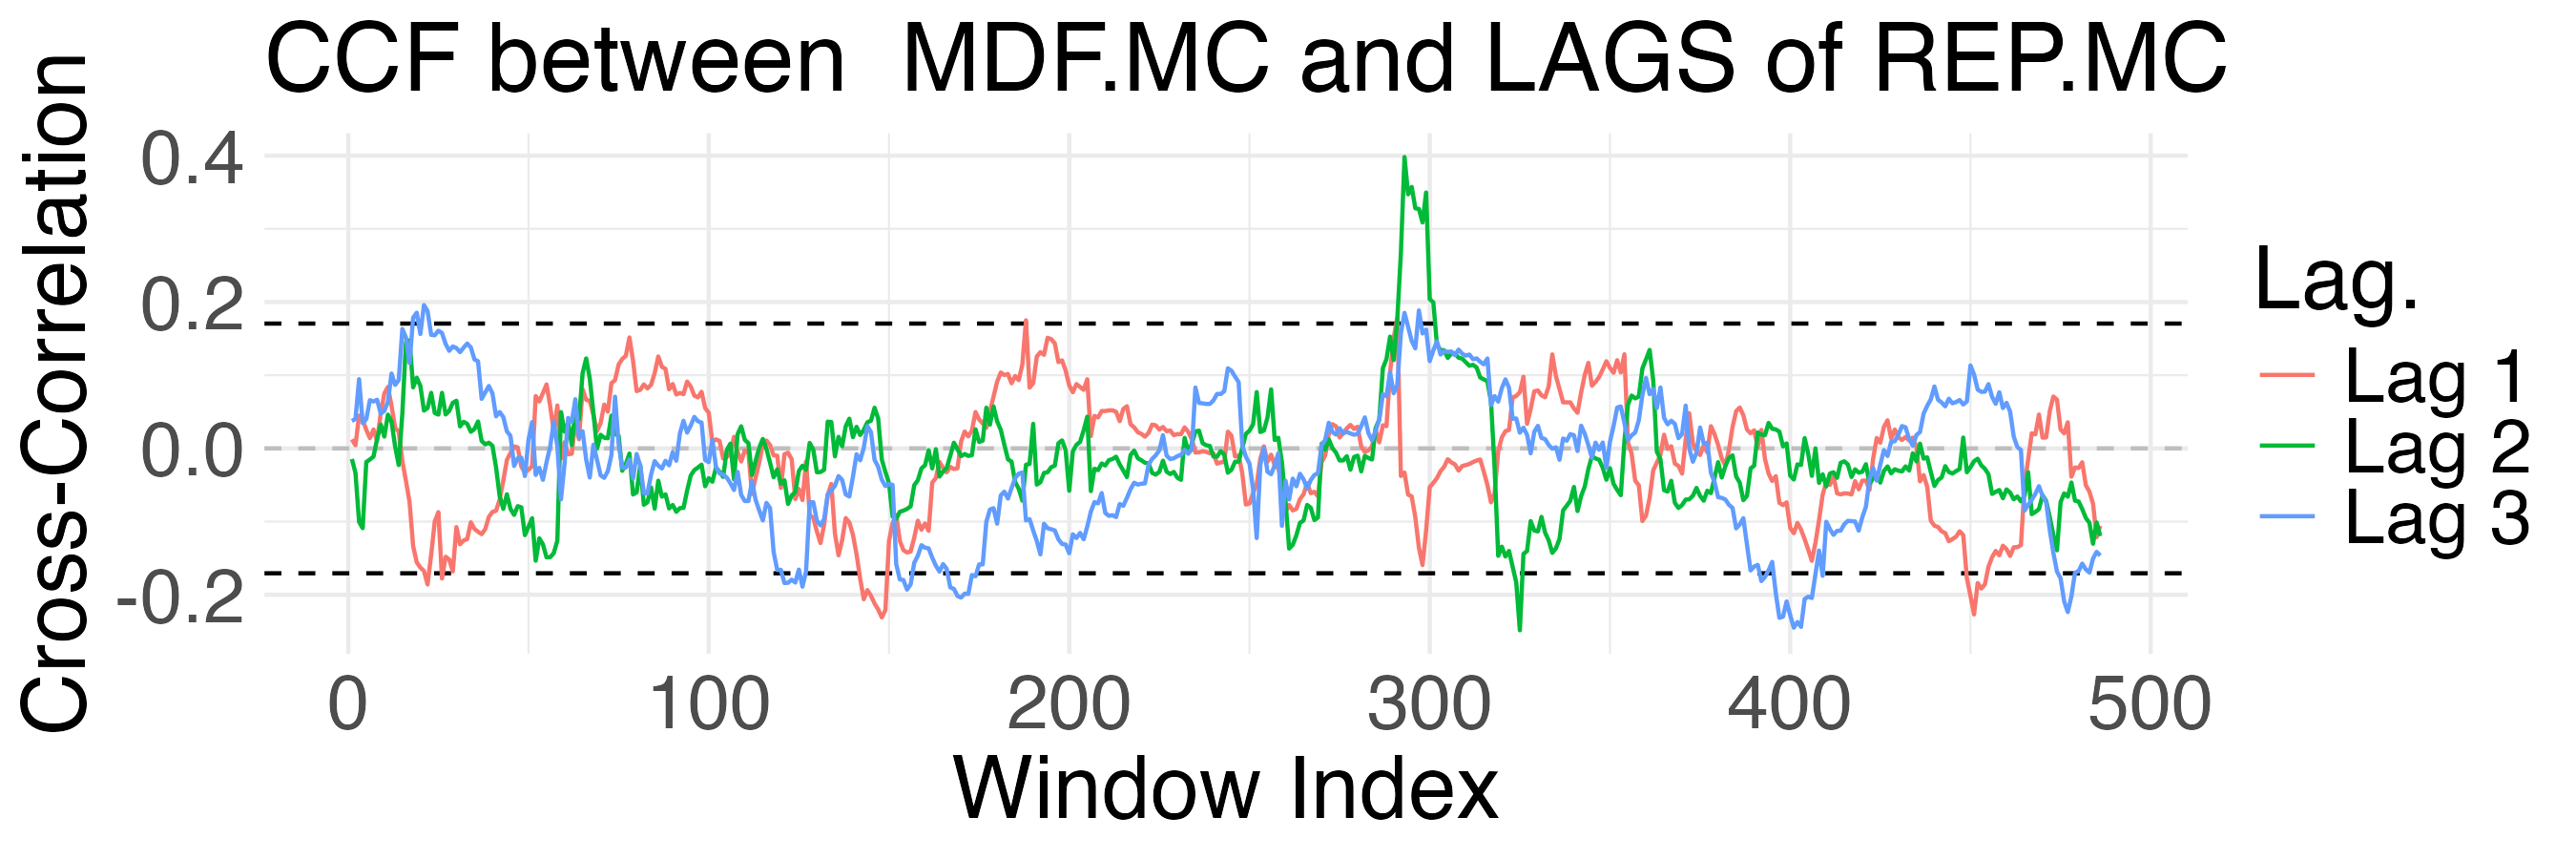 CCF between  MDF.MC and LAGS of REP.MC
Cross-Correlation
0.4
0.2
0.0
-0.2
0 100 200 300 400 500
Window Index
Lag.
Lag 1
Lag 2
Lag 3